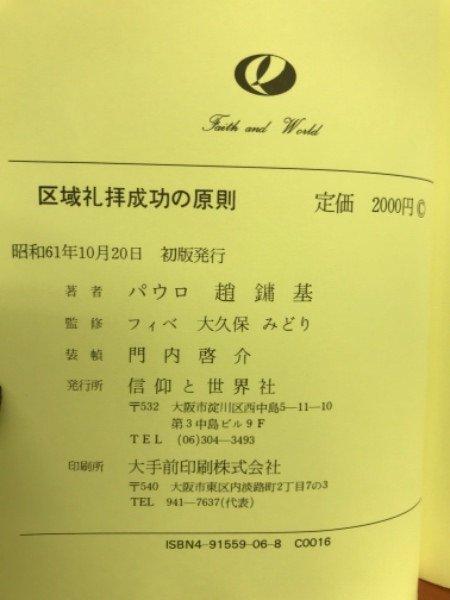 Faith and World
区域礼拝成功の原則 定価 2000円©
昭和61年10月20日 初版発行
著者 パウロ 趙鏞基
監修 フィベ 大久保 みどり
装幀 門内啓介
発行所 信仰と世界社
〒532 大阪市淀川区西中島5―11―10
第3中島ビル9F
TEL (06)304―3493
印刷所 大手前印刷株式会社
〒540 大阪市東区内淡路町2丁目7の3
TEL 941―7637(代表)
ISBN4-91559-06-8 C0016